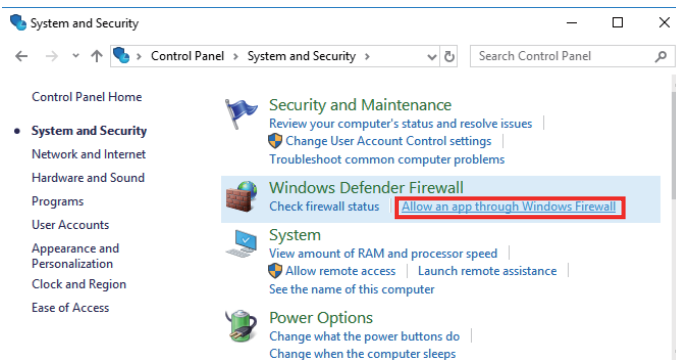 System and Security
Control Panel > System and Security >
Search Control Panel
Control Panel Home
System and Security
Network and Internet
Hardware and Sound
Programs
User Accounts
Appearance and
Personalization
Clock and Region
Ease of Access
Security and Maintenance
Review your computer's status and resolve issues
Change User Account Control settings
Troubleshoot common computer problems
Windows Defender Firewall
Check firewall status
Allow an app through Windows Firewall
System
View amount of RAM and processor speed
Allow remote access
Launch remote assistance
See the name of this computer
Power Options
Change what the power buttons do
Change when the computer sleeps